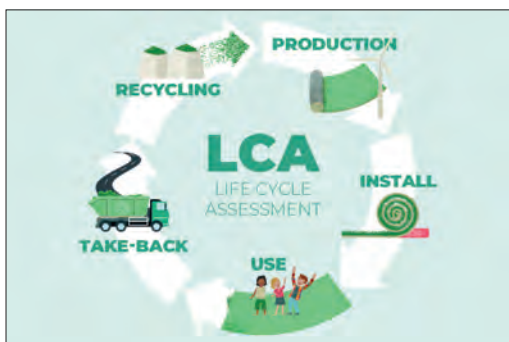 PRODUCTION
RECYCLING
LCA
LIFE CYCLE
ASSESSMENT
INSTALL
TAKE-BACK
USE